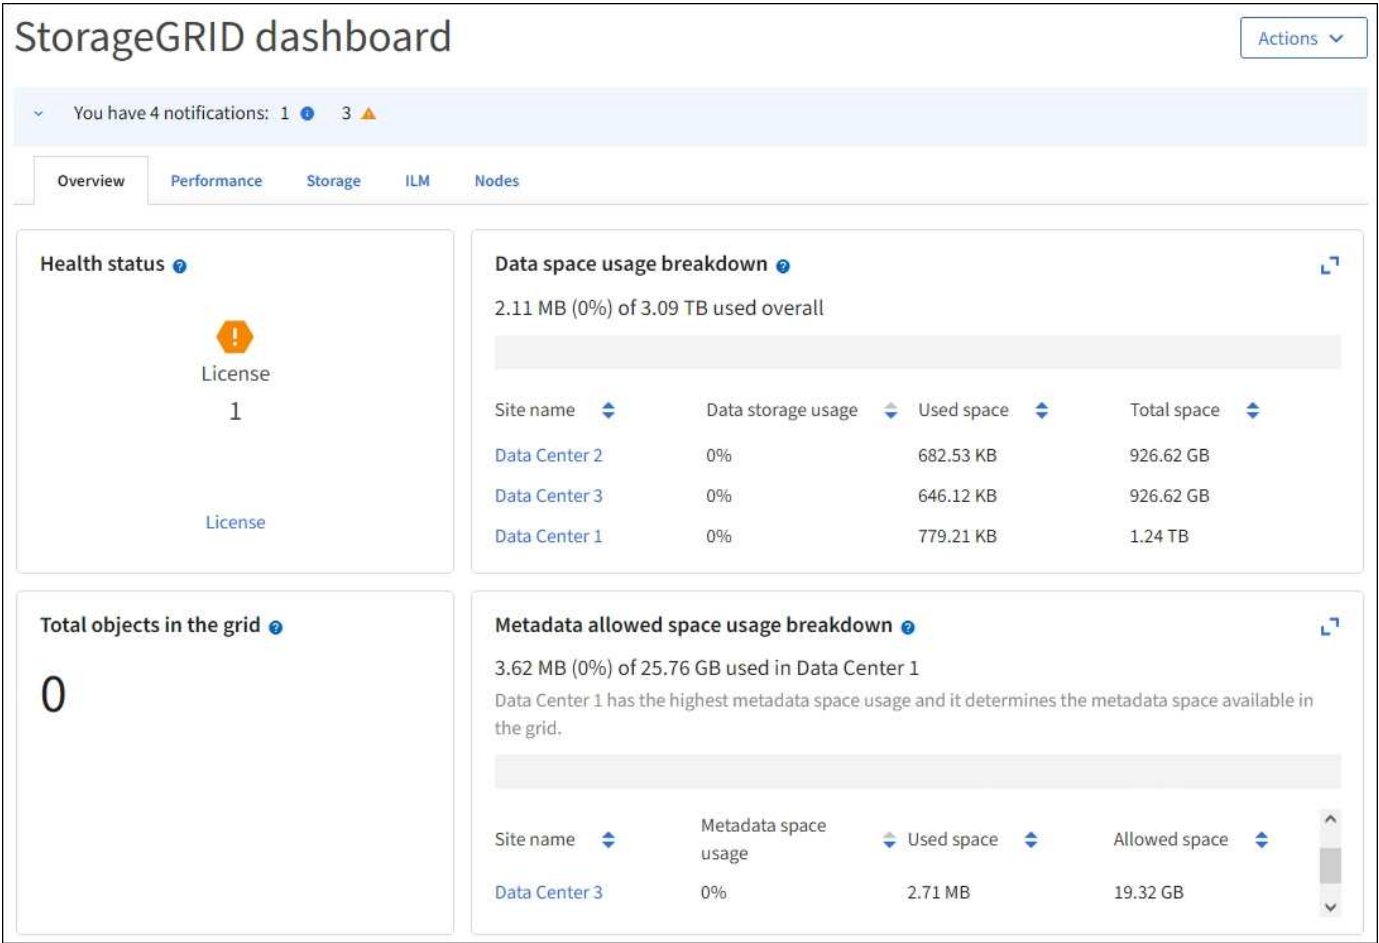 StorageGRID dashboard
Actions
You have 4 notifications: 1 3
Overview Performance Storage ILM Nodes
Health status
License
1
License
Data space usage breakdown
2.11 MB (0%) of 3.09 TB used overall
Site name Data storage usage Used space Total space
Data Center 2 0% 682.53 KB 926.62 GB
Data Center 3 0% 646.12 KB 926.62 GB
Data Center 1 0% 779.21 KB 1.24 TB
Total objects in the grid
0
Metadata allowed space usage breakdown
3.62 MB (0%) of 25.76 GB used in Data Center 1
Data Center 1 has the highest metadata space usage and it determines the metadata space available in
the grid.
Site name Metadata space usage Used space Allowed space
Data Center 3 0% 2.71 MB 19.32 GB